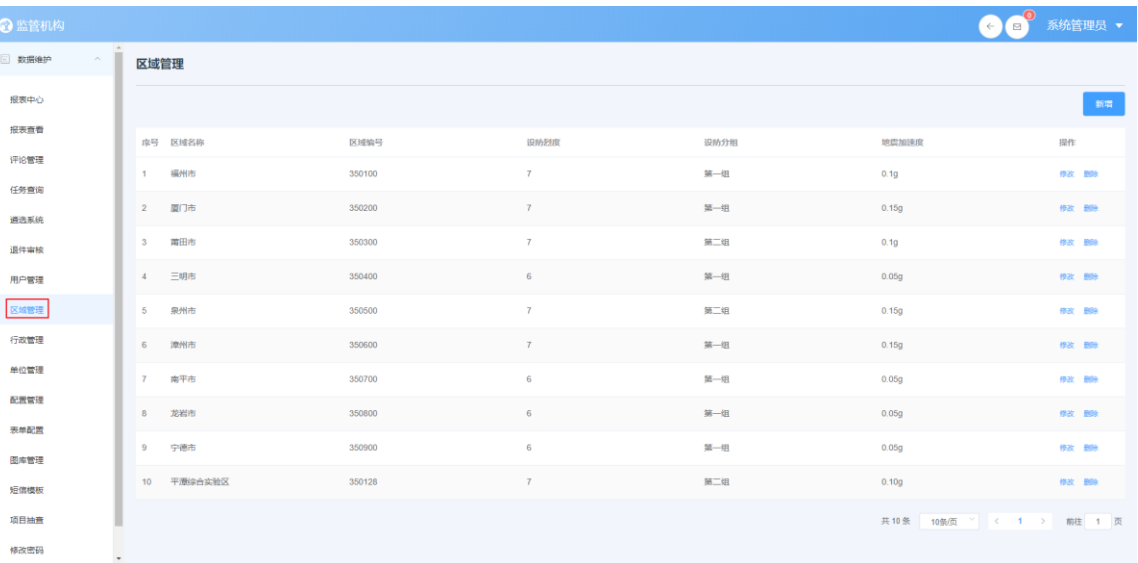 监管机构
0
系统管理员
数据维护
报表中心
报表查看
评论管理
任务查询
遴选系统
退件审核
用户管理
区域管理
行政管理
单位管理
配置管理
表单配置
图库管理
短信模板
项目抽查
修改密码
区域管理
新增
序号 区域名称 区域编号 设防烈度 设防分组 地震加速度 操作
1 福州市 350100 7 第一组 0.1g 修改 删除
2 厦门市 350200 7 第一组 0.15g 修改 删除
3 莆田市 350300 7 第二组 0.1g 修改 删除
4 三明市 350400 6 第一组 0.05g 修改 删除
5 泉州市 350500 7 第二组 0.15g 修改 删除
6 漳州市 350600 7 第一组 0.15g 修改 删除
7 南平市 350700 6 第一组 0.05g 修改 删除
8 龙岩市 350800 6 第一组 0.05g 修改 删除
9 宁德市 350900 6 第一组 0.05g 修改 删除
10 平潭综合实验区 350128 7 第二组 0.10g 修改 删除
共 10 条 10条/页 1 前往 1 页